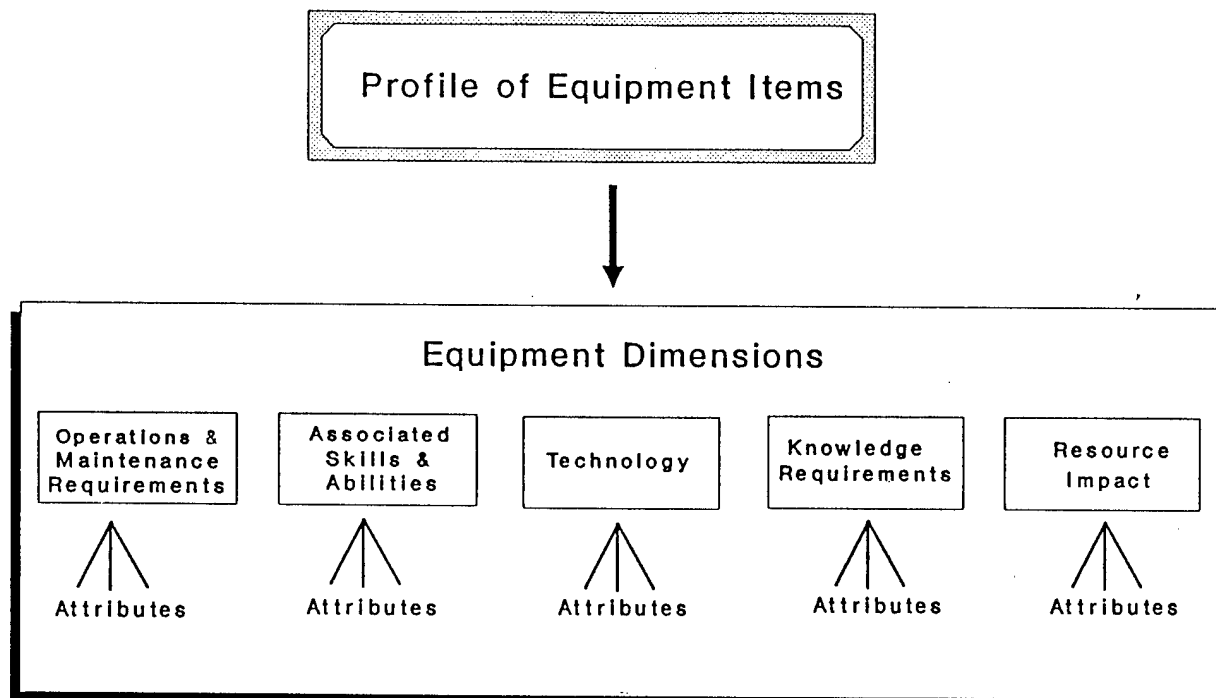 Profile of Equipment Items
Equipment Dimensions
Operations &
Maintenance
Requirements
Associated
Skills &
Abilities
Technology
Knowledge
Requirements
Resource
Impact
Attributes
Attributes
Attributes
Attributes
Attributes